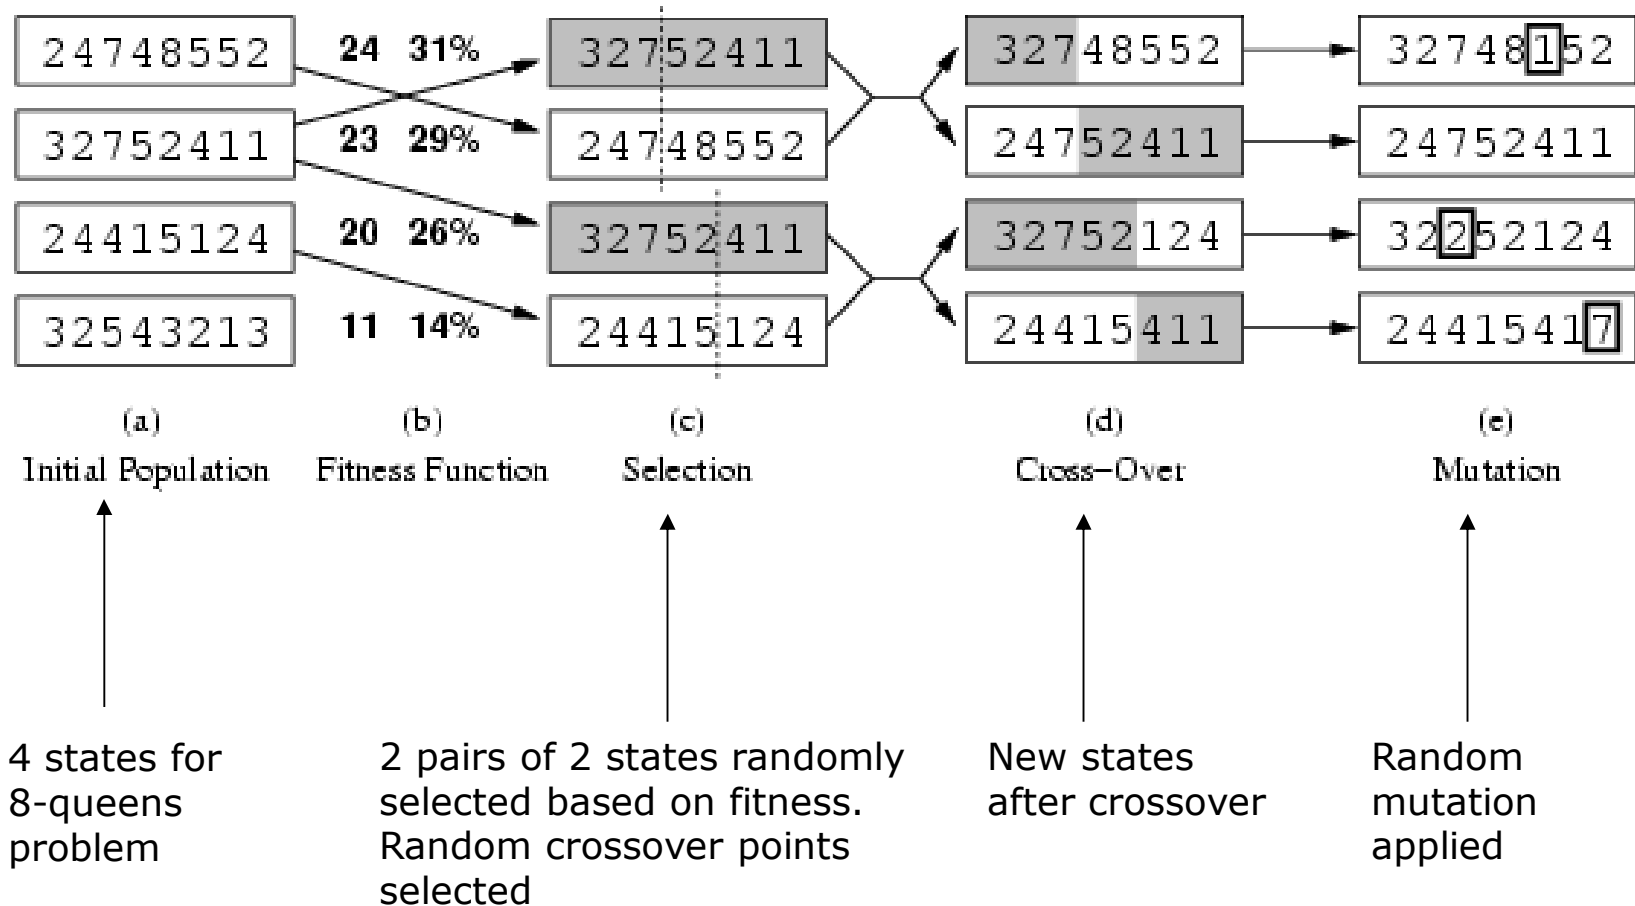 24748552 24 31% 32752411 32748552 32748152
32752411 23 29% 24748552 24752411 24752411
24415124 20 26% 32752411 32752124 32252124
32543213 11 14% 24415124 24415411 24415417
(a) (b) (c) (d) (e)
Initial Population Fitness Function Selection Cross-Over Mutation
4 states for
8-queens
problem
2 pairs of 2 states randomly
selected based on fitness.
Random crossover points
selected
New states
after crossover
Random
mutation
applied